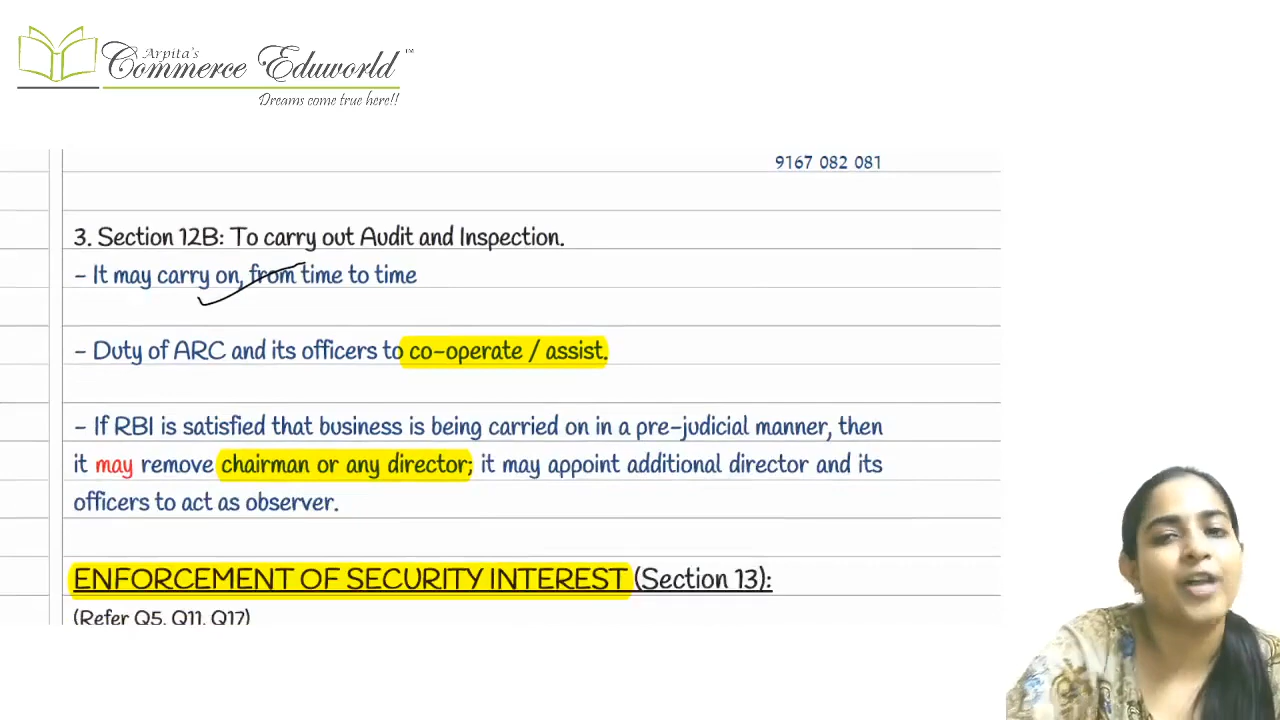 Arpita's
Commerce Eduworld™
Dreams come true here!!
9167 082 081
3. Section 12B: To carry out Audit and Inspection.
- It may carry on, from time to time
- Duty of ARC and its officers to co-operate / assist.
- If RBI is satisfied that business is being carried on in a pre-judicial manner, then
it may remove chairman or any director; it may appoint additional director and its
officers to act as observer.
ENFORCEMENT OF SECURITY INTEREST (Section 13):
(Refer Q5, Q11, Q17)